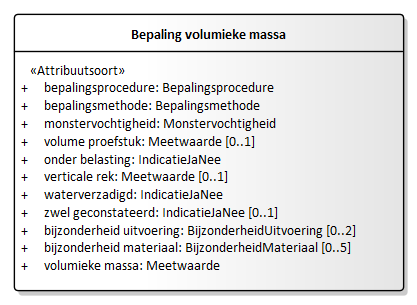 Bepaling volumieke massa
«Attribuutsoort»
+ bepalingsprocedure: Bepalingsprocedure
+ bepalingsmethode: Bepalingsmethode
+ monstervochtigheid: Monstervochtigheid
+ volume proefstuk: Meetwaarde [0..1]
+ onder belasting: IndicatieJaNee
+ verticale rek: Meetwaarde [0..1]
+ waterverzadigd: IndicatieJaNee
+ zwel geconstateerd: IndicatieJaNee [0..1]
+ bijzonderheid uitvoering: BijzonderheidUitvoering [0..2]
+ bijzonderheid materiaal: BijzonderheidMateriaal [0..5]
+ volumieke massa: Meetwaarde